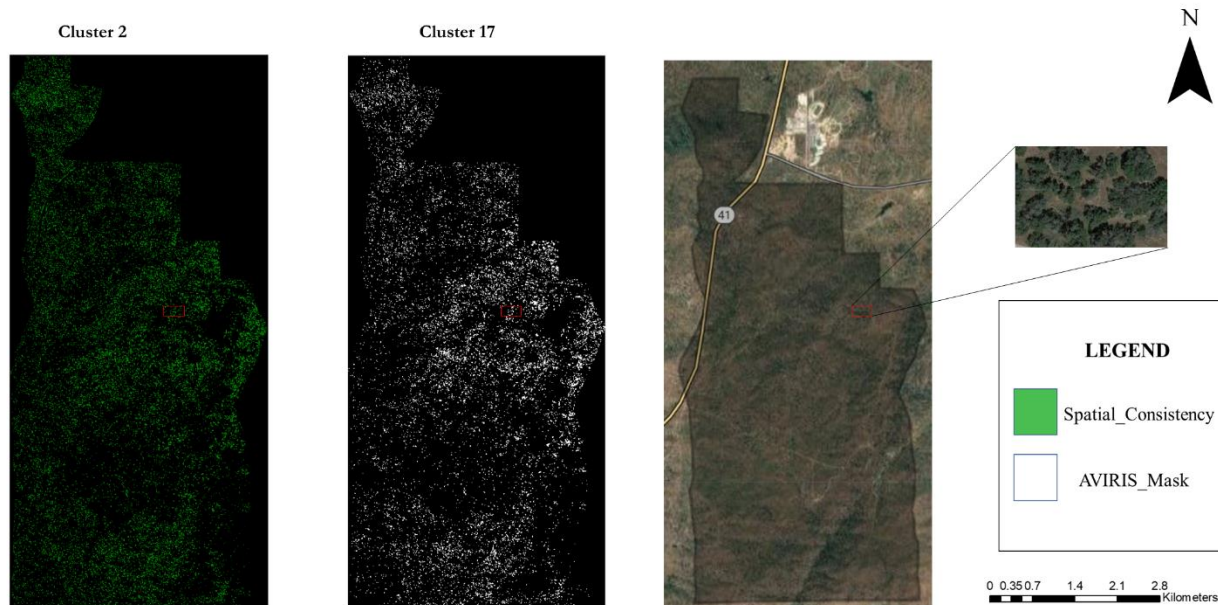 Cluster 2
Cluster 17
N
41
LEGEND
Spatial_Consistency
AVIRIS_Mask
0 0.35 0.7 1.4 2.1 2.8
Kilometers